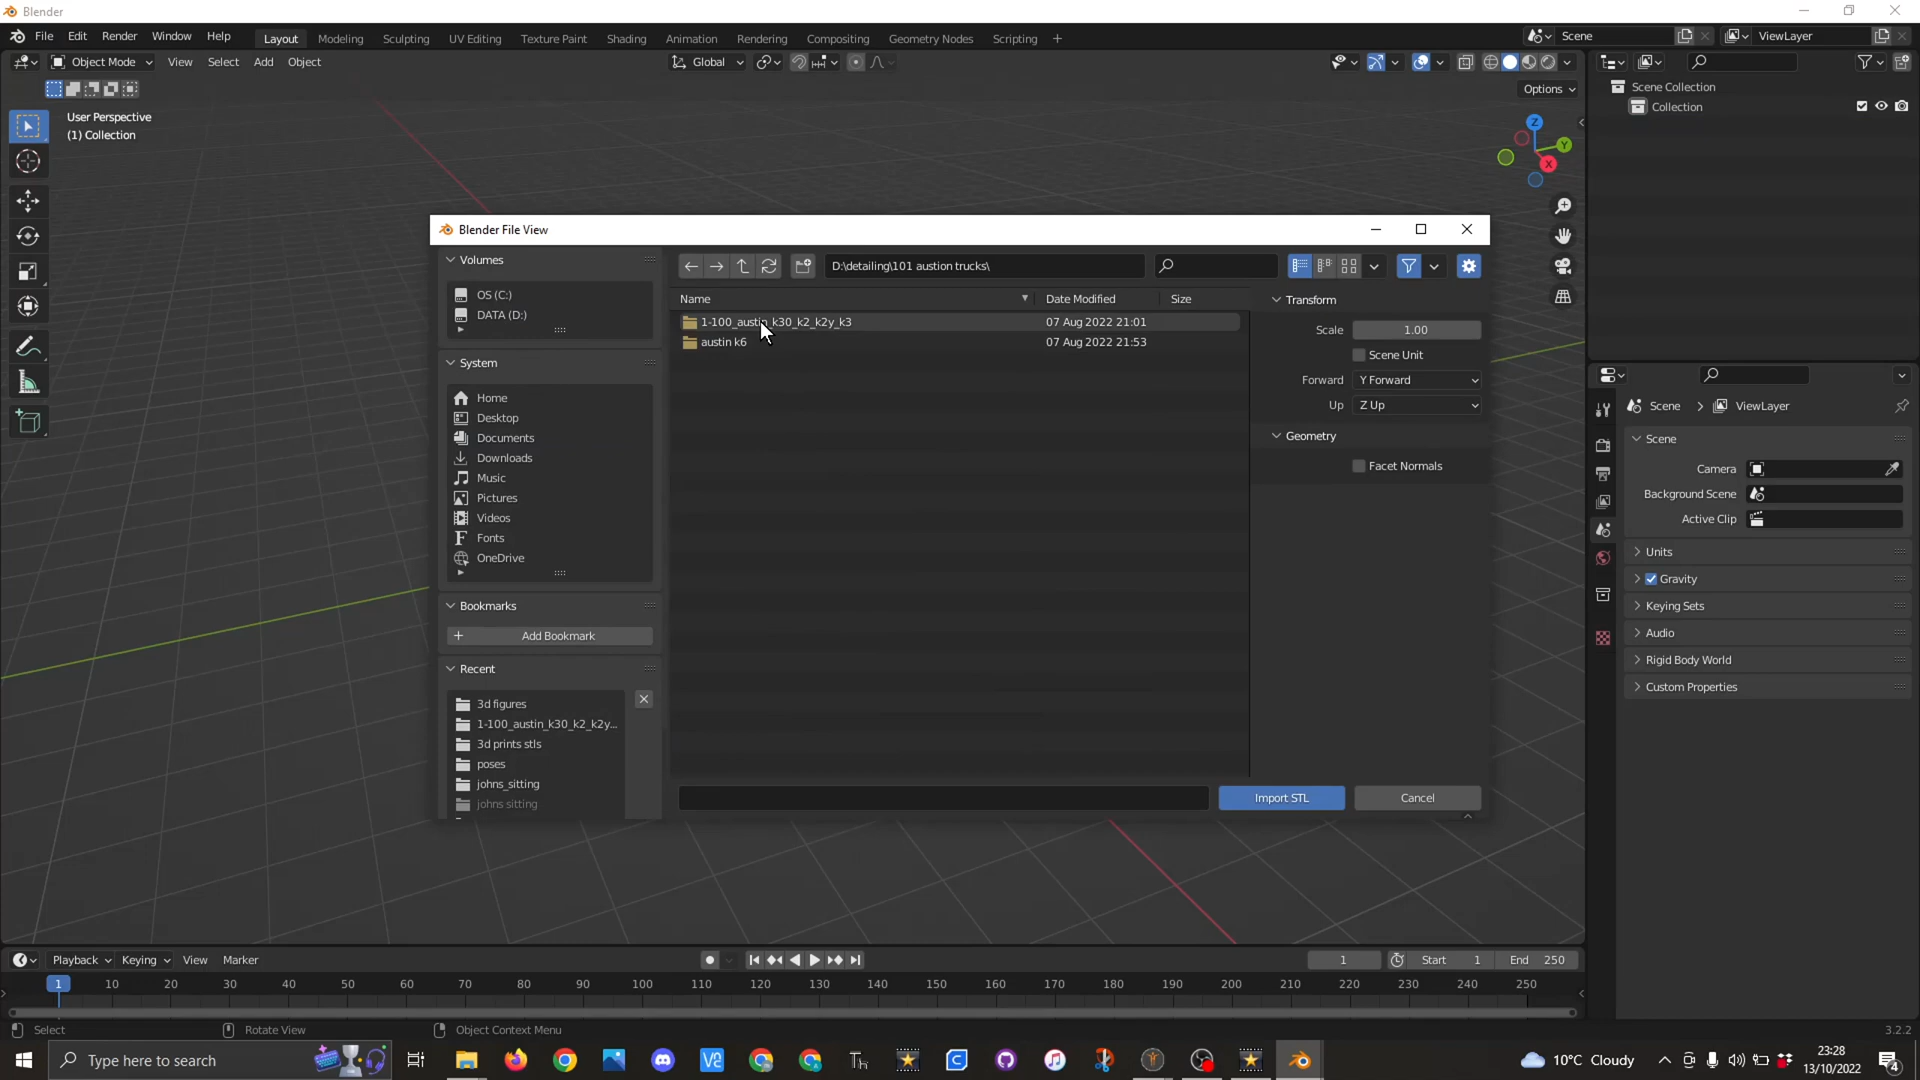 Blender
File Edit Render Window Help Layout Modeling Sculpting UV Editing Texture Paint Shading Animation Rendering Compositing Geometry Nodes Scripting + Scene ViewLayer
Object Mode View Select Add Object Global
Options
User Perspective
(1) Collection
Z
Y
X
Scene Collection
Collection
Blender File View
Volumes
OS (C:)
DATA (D:)
System
Home
Desktop
Documents
Downloads
Music
Pictures
Videos
Fonts
OneDrive
Bookmarks
Add Bookmark
Recent
3d figures
1-100_austin_k30_k2_k2y...
3d prints stls
poses
johns_sitting
johns sitting
D:\detailing\101 austion trucks\
Name Date Modified Size
1-100_austin_k30_k2_k2y_k3 07 Aug 2022 21:01
austin k6 07 Aug 2022 21:53
Transform
Scale 1.00
Scene Unit
Forward Y Forward
Up Z Up
Geometry
Facet Normals
Import STL Cancel
Scene > ViewLayer
Scene
Camera
Background Scene
Active Clip
Units
Gravity
Keying Sets
Audio
Rigid Body World
Custom Properties
Playback Keying View Marker 1 Start 1 End 250
1 10 20 30 40 50 60 70 80 90 100 110 120 130 140 150 160 170 180 190 200 210 220 230 240 250
Select Rotate View Object Context Menu 3.2.2
Type here to search 10°C Cloudy 23:28
13/10/2022 4